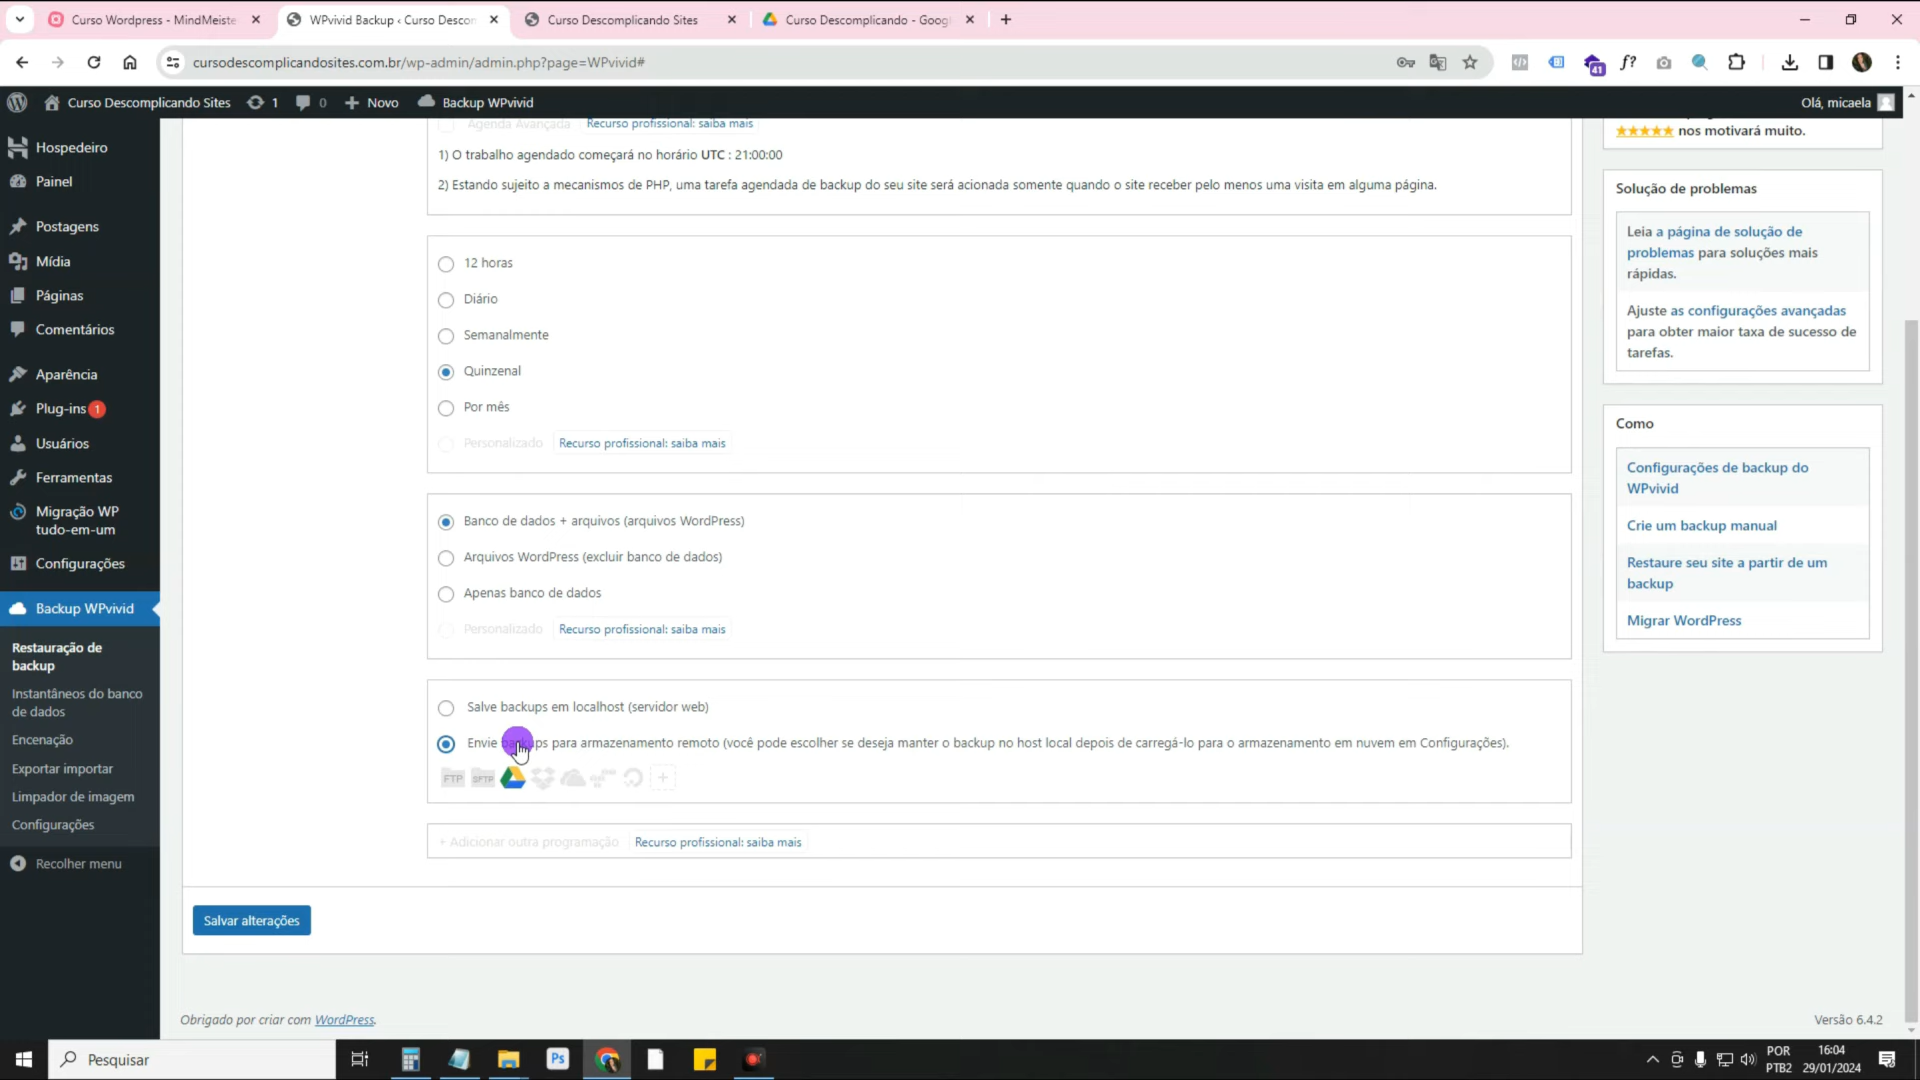 Curso Wordpress - MindMeiste
WPvivid Backup ‹ Curso Descon
Curso Descomplicando Sites
Curso Descomplicando - Googl
cursodescomplicandosites.com.br/wp-admin/admin.php?page=WPvivid#
41
f?
Curso Descomplicando Sites
1
0
Novo
Backup WPvivid
Olá, micaela
Hospedeiro
Painel
Postagens
Mídia
Páginas
Comentários
Aparência
Plug-ins 1
Usuários
Ferramentas
Migração WP
tudo-em-um
Configurações
Backup WPvivid
Restauração de
backup
Instantâneos do banco
de dados
Encenação
Exportar importar
Limpador de imagem
Configurações
Recolher menu
Agenda Avançada Recurso profissional: saiba mais
1) O trabalho agendado começará no horário UTC : 21:00:00
2) Estando sujeito a mecanismos de PHP, uma tarefa agendada de backup do seu site será acionada somente quando o site receber pelo menos uma visita em alguma página.
12 horas
Diário
Semanalmente
Quinzenal
Por mês
Personalizado Recurso profissional: saiba mais
Banco de dados + arquivos (arquivos WordPress)
Arquivos WordPress (excluir banco de dados)
Apenas banco de dados
Personalizado Recurso profissional: saiba mais
Salve backups em localhost (servidor web)
Envie backups para armazenamento remoto (você pode escolher se deseja manter o backup no host local depois de carregá-lo para o armazenamento em nuvem em Configurações).
FTP SFTP
+ Adicionar outra programação Recurso profissional: saiba mais
Salvar alterações
Obrigado por criar com WordPress.
Versão 6.4.2
nos motivará muito.
Solução de problemas
Leia a página de solução de
problemas para soluções mais
rápidas.
Ajuste as configurações avançadas
para obter maior taxa de sucesso de
tarefas.
Como
Configurações de backup do
WPvivid
Crie um backup manual
Restaure seu site a partir de um
backup
Migrar WordPress
Pesquisar
Ps
POR
PTB2
16:04
29/01/2024